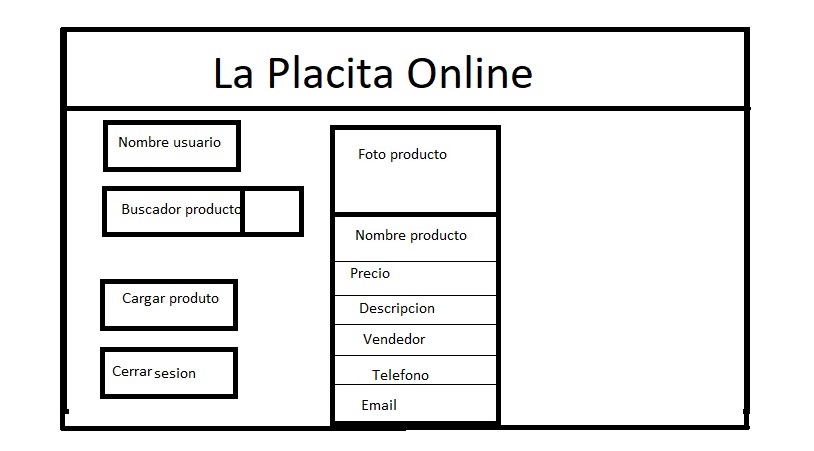 La Placita Online
Nombre usuario
Buscador producto
Cargar produto
Cerrar sesion
Foto producto
Nombre producto
Precio
Descripcion
Vendedor
Telefono
Email